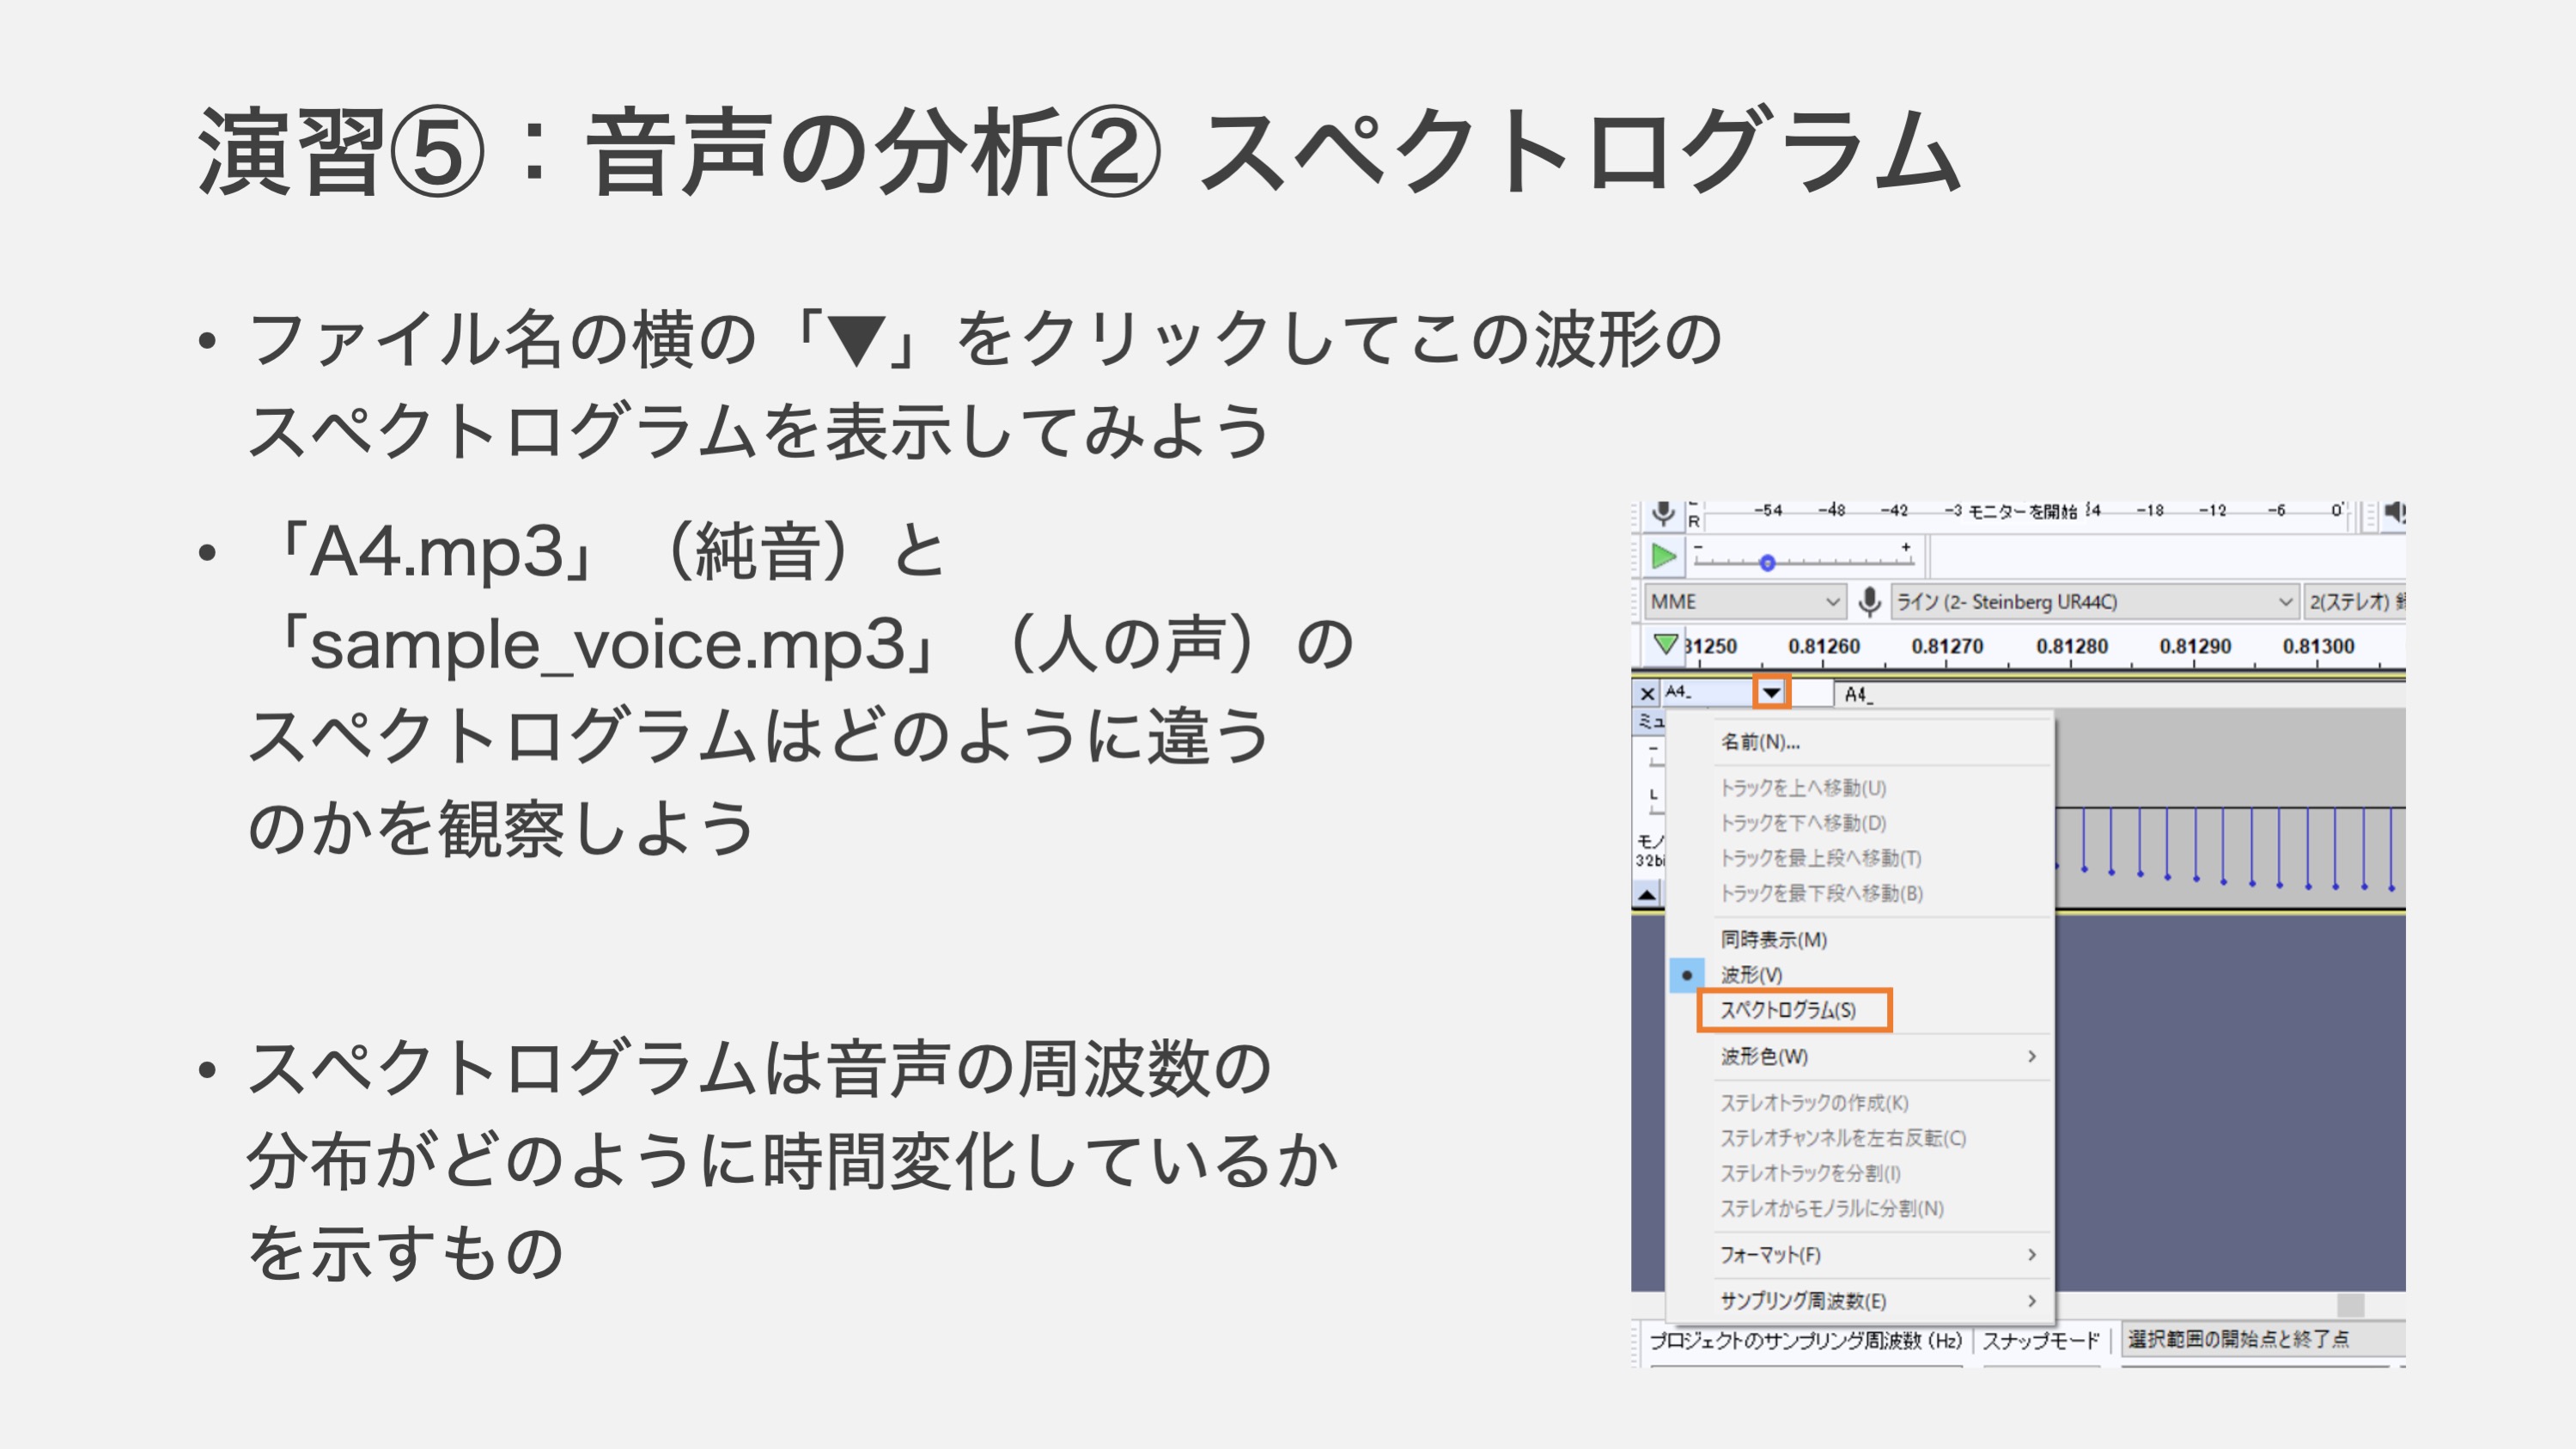 演習⑤：音声の分析② スペクトログラム
• ファイル名の横の「▼」をクリックしてこの波形の
スペクトログラムを表示してみよう
• 「A4.mp3」（純音）と
「sample_voice.mp3」（人の声）の
スペクトログラムはどのように違う
のかを観察しよう
• スペクトログラムは音声の周波数の
分布がどのように時間変化しているか
を示すもの
R -54 -48 -42 -3 モニターを開始 -18 -12 -6 0
- +
MME ライン (2- Steinberg UR44C) 2(ステレオ)
31250 0.81260 0.81270 0.81280 0.81290 0.81300
× A4_ ▼ A4_
ミュ
名前(N)...
トラックを上へ移動(U)
L
トラックを下へ移動(D)
モノ
トラックを最上段へ移動(T)
32bi
トラックを最下段へ移動(B)
同時表示(M)
波形(V)
スペクトログラム(S)
波形色(W)
ステレオトラックの作成(K)
ステレオチャンネルを左右反転(C)
ステレオトラックを分割(I)
ステレオからモノラルに分割(N)
フォーマット(F)
サンプリング周波数(E)
プロジェクトのサンプリング周波数 (Hz) スナップモード 選択範囲の開始点と終了点